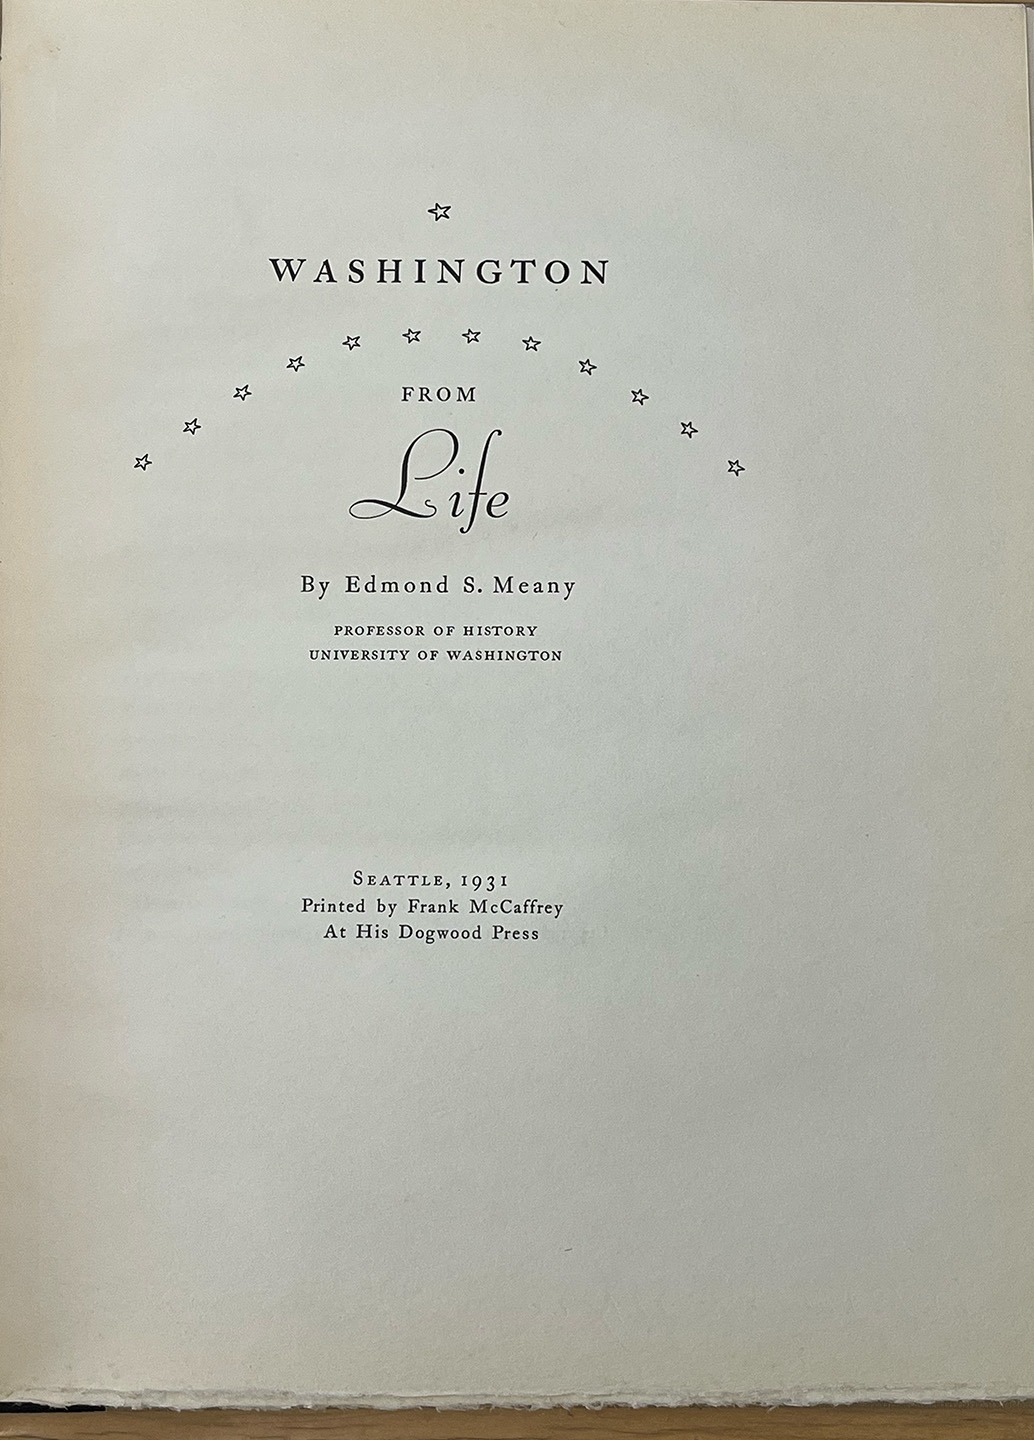 WASHINGTON
FROM
Life
By Edmond S. Meany
PROFESSOR OF HISTORY
UNIVERSITY OF WASHINGTON
SEATTLE, 1931
Printed by Frank McCaffrey
At His Dogwood Press